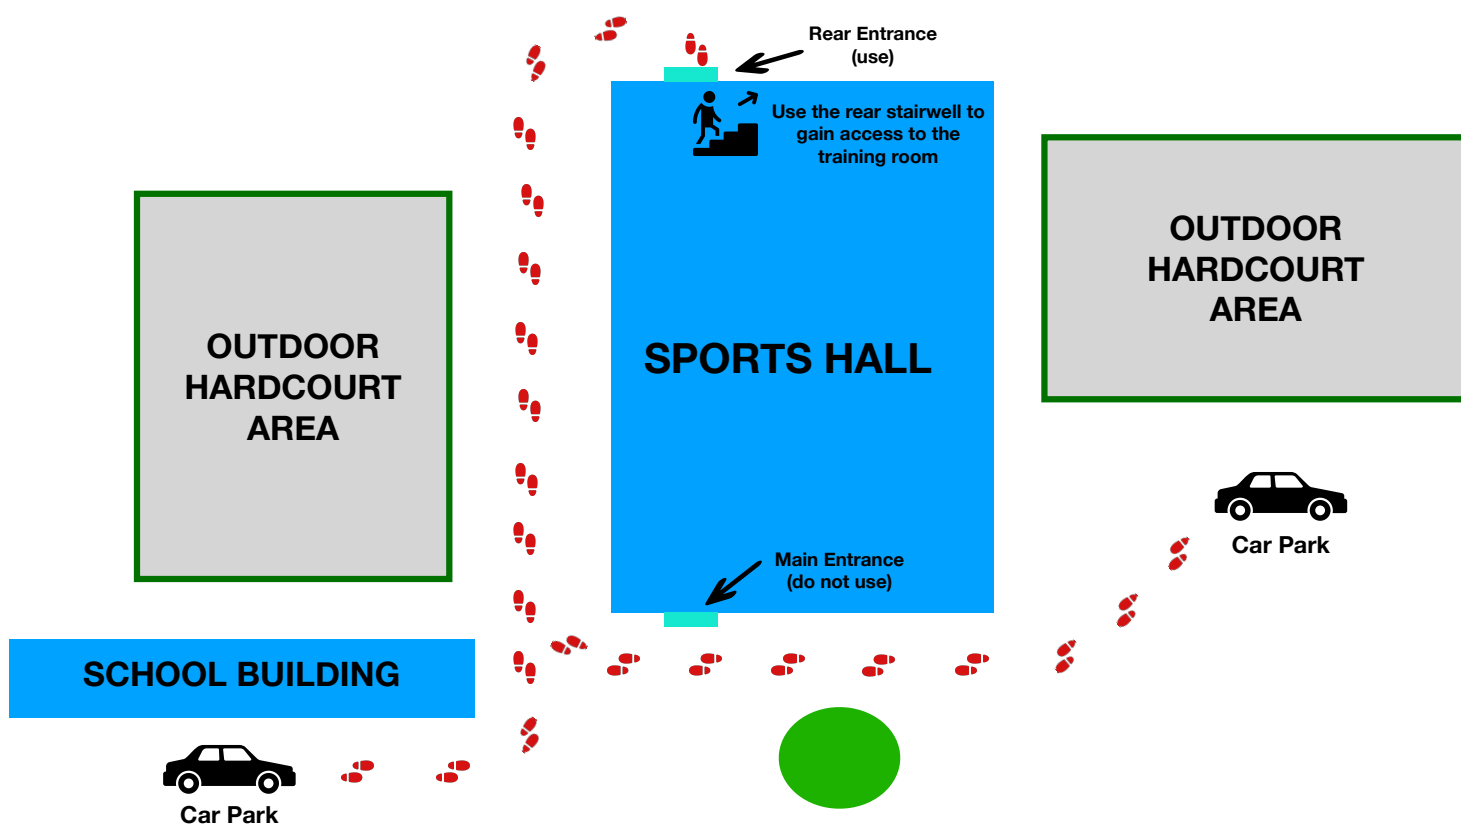 Rear Entrance
(use)
Use the rear stairwell to
gain access to the
training room
OUTDOOR
HARDCOURT
AREA
OUTDOOR
HARDCOURT
AREA
SPORTS HALL
Car Park
Main Entrance
(do not use)
SCHOOL BUILDING
Car Park